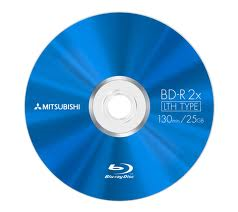 BD-R 2x
LTH TYPE
MITSUBISHI
130min/25GB
Blu-ray Disc